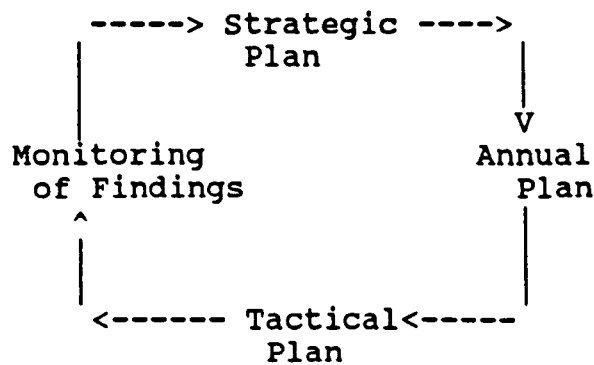 -----> Strategic ---->
Plan
V
Monitoring Annual
of Findings Plan
^
<------ Tactical<-----
Plan